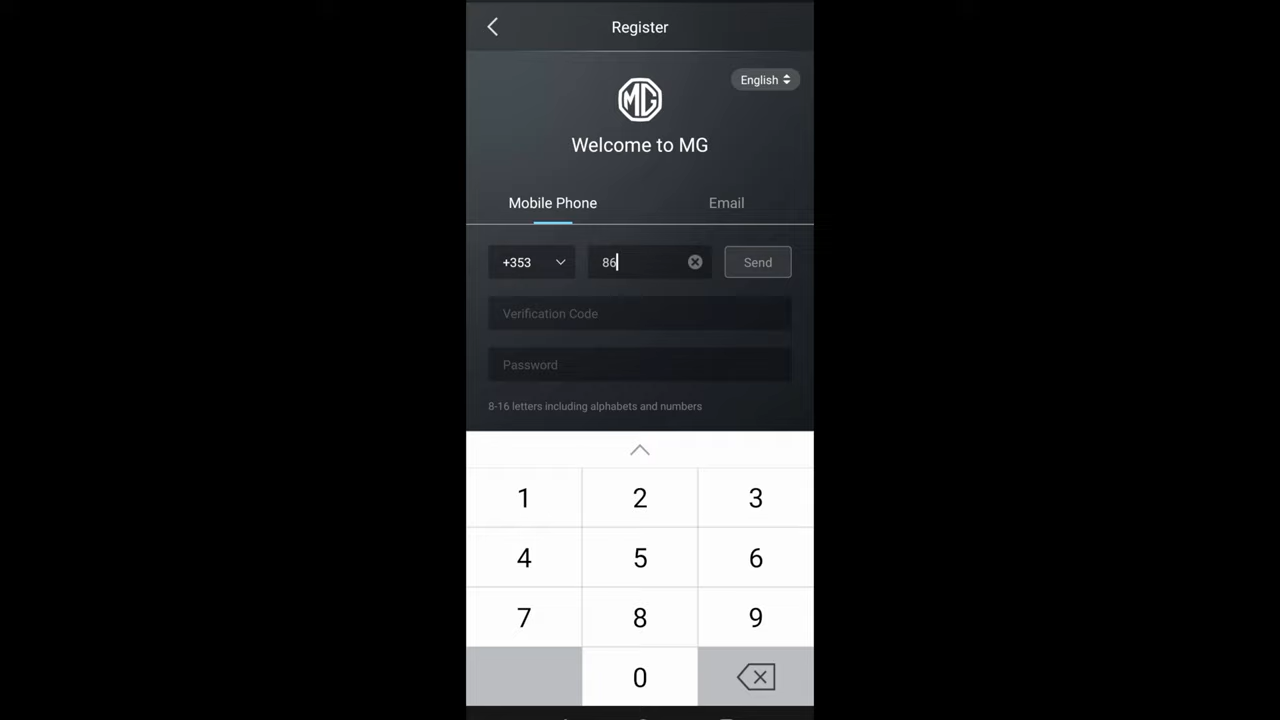 Register
English
MG
Welcome to MG
Mobile Phone Email
+353 86 Send
Verification Code
Password
8-16 letters including alphabets and numbers
1 2 3
4 5 6
7 8 9
0